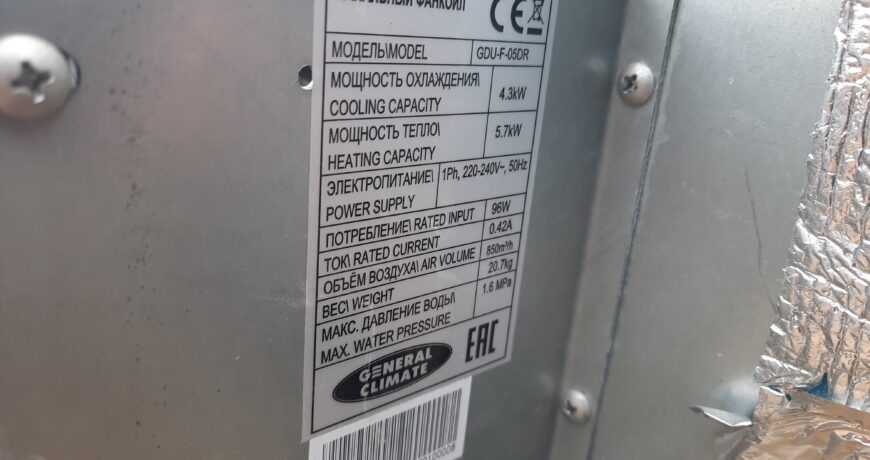 ФАНКОЙЛ
CE
МОДЕЛЬ\MODEL GDU-F-05DR
МОЩНОСТЬ ОХЛАЖДЕНИЯ\
COOLING CAPACITY 4.3kW
МОЩНОСТЬ ТЕПЛО\
HEATING CAPACITY 5.7kW
ЭЛЕКТРОПИТАНИЕ\
POWER SUPPLY 1Ph, 220-240V~, 50Hz
ПОТРЕБЛЕНИЕ\ RATED INPUT 96W
ТОК\ RATED CURRENT 0.42A
ОБЪЁМ ВОЗДУХА\ AIR VOLUME 850m³/h
ВЕС\ WEIGHT 20.7kg
МАКС. ДАВЛЕНИЕ ВОДЫ\
MAX. WATER PRESSURE 1.6 MPa
GENERAL
CLIMATE
EAC